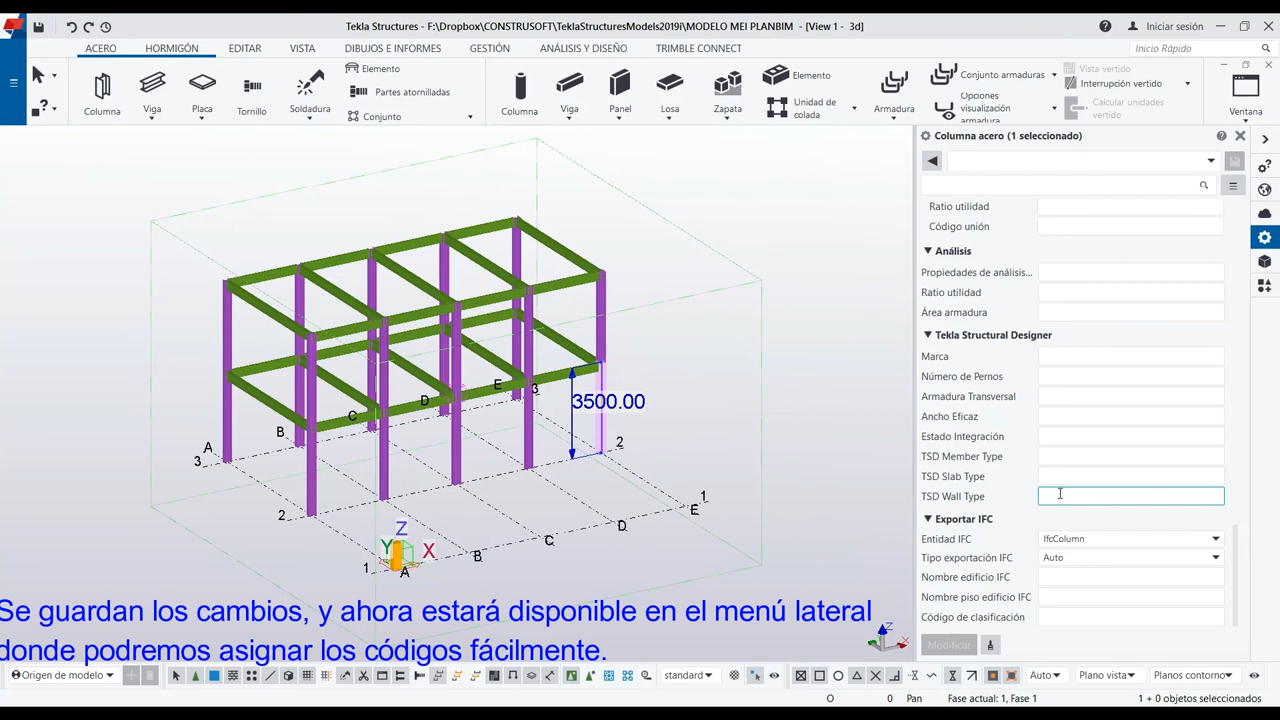 Tekla Structures - F:\Dropbox\CONSTRUSOFT\TeklaStructuresModels2019i\MODELO MEI PLANBIM - [View 1 - 3d]
Iniciar sesión
ACERO HORMIGÓN EDITAR VISTA DIBUJOS E INFORMES GESTIÓN ANÁLISIS Y DISEÑO TRIMBLE CONNECT
Inicio Rápido
Columna Viga Placa Tornillo Soldadura
Elemento
Partes atornilladas
Conjunto
Columna Viga Panel Losa Zapata
Elemento
Unidad de
colada
Armadura
Conjunto armaduras
Opciones
visualización
armadura
Vista vertido
Interrupción vertido
Calcular unidades
vertido
Ventana
Columna acero (1 seleccionado)
Ratio utilidad
Código unión
Análisis
Propiedades de análisis...
Ratio utilidad
Área armadura
Tekla Structural Designer
Marca
Número de Pernos
Armadura Transversal
Ancho Eficaz
Estado Integración
TSD Member Type
TSD Slab Type
TSD Wall Type
Exportar IFC
Entidad IFC IfcColumn
Tipo exportación IFC Auto
Nombre edificio IFC
Nombre piso edificio IFC
Código de clasificación
Modificar
3500.00
A B C D E 3
3 2
2 1
E
D
C
B
1 A
Z
Y X
Se guardan los cambios, y ahora estará disponible en el menú lateral
donde podremos asignar los códigos fácilmente.
Origen de modelo standard Auto Plano vista Planos contorno
O 0 Pan Fase actual: 1, Fase 1 1 + 0 objetos seleccionados